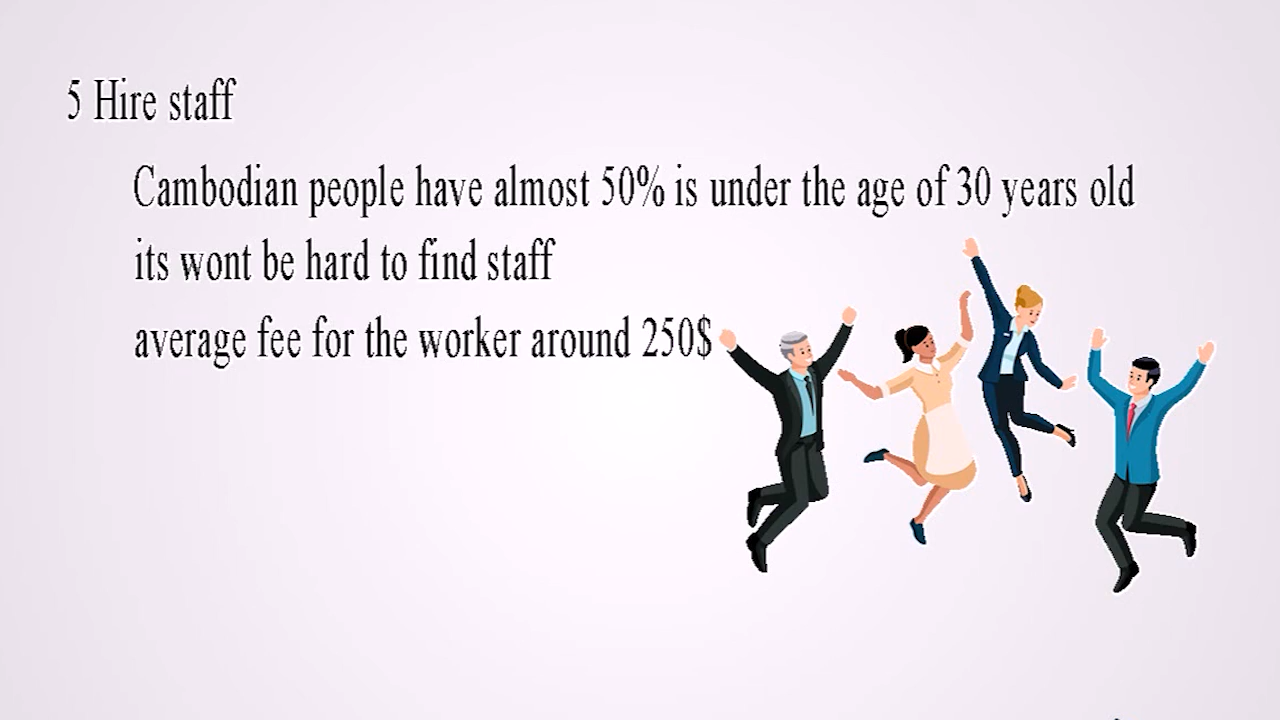 5 Hire staff
Cambodian people have almost 50% is under the age of 30 years old
its wont be hard to find staff
average fee for the worker around 250$